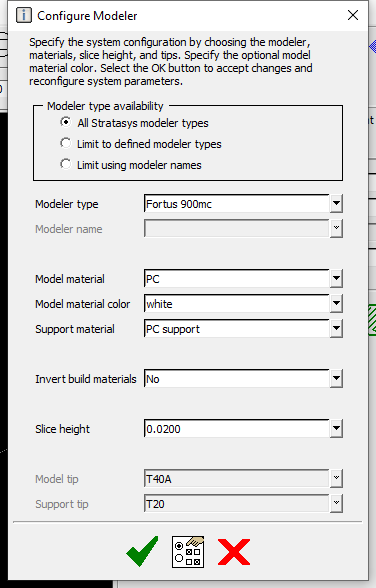 Configure Modeler
Specify the system configuration by choosing the modeler,
materials, slice height, and tips. Specify the optional model
material color. Select the OK button to accept changes and
reconfigure system parameters.
Modeler type availability
All Stratasys modeler types
Limit to defined modeler types
Limit using modeler names
Modeler type Fortus 900mc
Modeler name
Model material PC
Model material color white
Support material PC support
Invert build materials No
Slice height 0.0200
Model tip T40A
Support tip T20